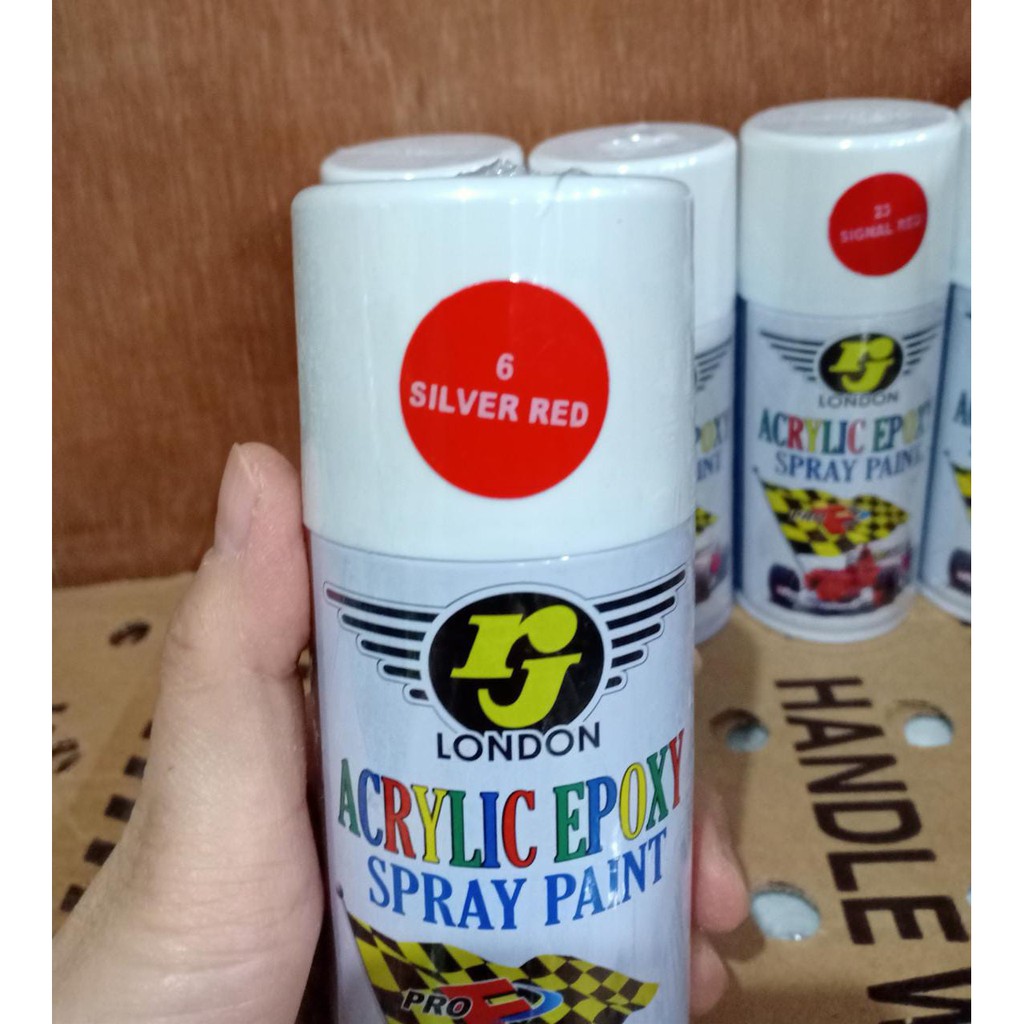 6
SILVER RED
rj
LONDON
ACRYLIC EPOXY
SPRAY PAINT
PRO
23
SIGNAL RED
rj
LONDON
ACRYLIC EPOXY
SPRAY PAINT
HANDLE